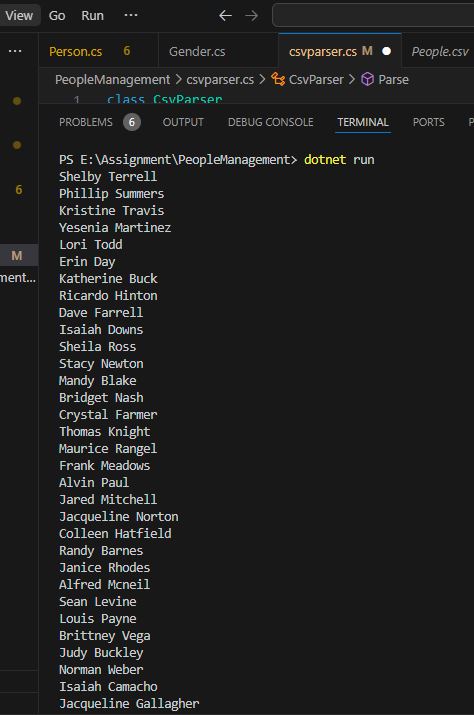 View Go Run ...
Person.cs 6 Gender.cs csvparser.cs M People.csv
PeopleManagement > csvparser.cs > CsvParser > Parse
1 class CsvParser
PROBLEMS 6 OUTPUT DEBUG CONSOLE TERMINAL PORTS P
6
M
ment...
PS E:\Assignment\PeopleManagement> dotnet run
Shelby Terrell
Phillip Summers
Kristine Travis
Yesenia Martinez
Lori Todd
Erin Day
Katherine Buck
Ricardo Hinton
Dave Farrell
Isaiah Downs
Sheila Ross
Stacy Newton
Mandy Blake
Bridget Nash
Crystal Farmer
Thomas Knight
Maurice Rangel
Frank Meadows
Alvin Paul
Jared Mitchell
Jacqueline Norton
Colleen Hatfield
Randy Barnes
Janice Rhodes
Alfred Mcneil
Sean Levine
Louis Payne
Brittney Vega
Judy Buckley
Norman Weber
Isaiah Camacho
Jacqueline Gallagher